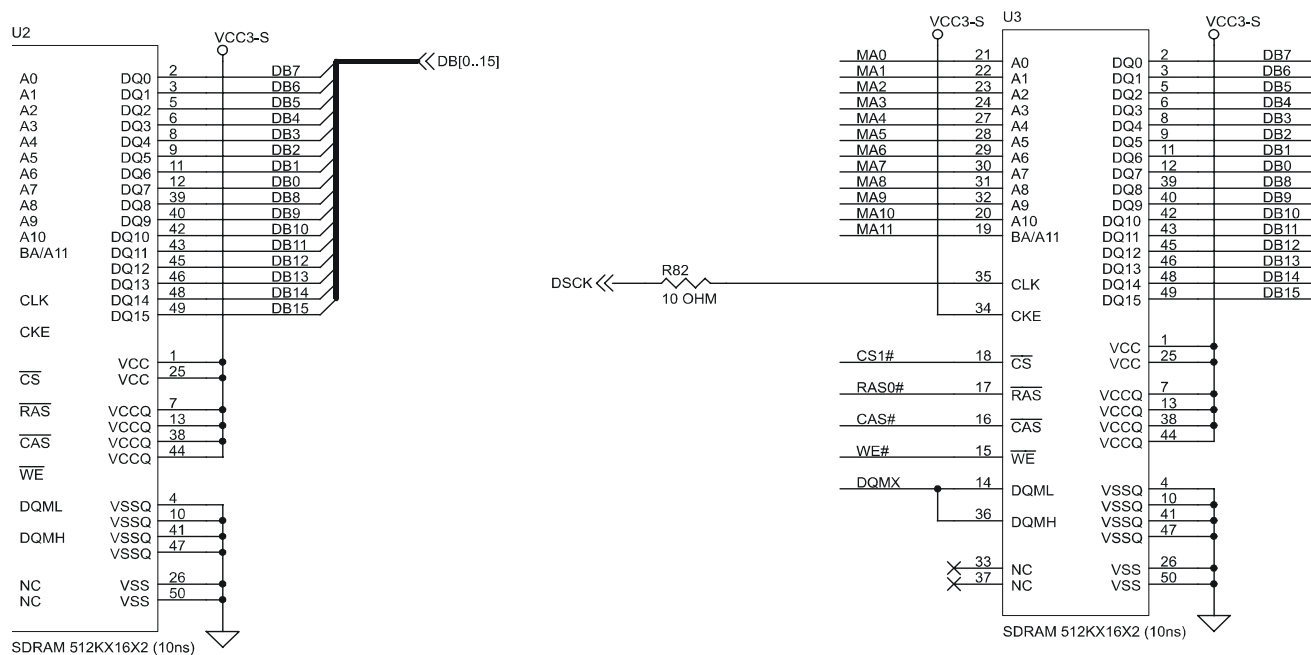 U2
VCC3-S
DB[0..15]
A0 DQ0 2 DB7
A1 DQ1 3 DB6
A2 DQ2 5 DB5
A3 DQ3 6 DB4
A4 DQ4 8 DB3
A5 DQ5 9 DB2
A6 DQ6 11 DB1
A7 DQ7 12 DB0
A8 DQ8 39 DB8
A9 DQ9 40 DB9
A10 DQ10 42 DB10
BA/A11 DQ11 43 DB11
DQ12 45 DB12
DQ13 46 DB13
CLK DQ14 48 DB14
DQ15 49 DB15
CKE
VCC 1
CS VCC 25
RAS VCCQ 7
VCCQ 13
CAS VCCQ 38
VCCQ 44
WE
DQML VSSQ 4
VSSQ 10
DQMH VSSQ 41
VSSQ 47
NC VSS 26
NC VSS 50
SDRAM 512KX16X2 (10ns)
VCC3-S
U3
VCC3-S
MA0 21 A0 DQ0 2 DB7
MA1 22 A1 DQ1 3 DB6
MA2 23 A2 DQ2 5 DB5
MA3 24 A3 DQ3 6 DB4
MA4 27 A4 DQ4 8 DB3
MA5 28 A5 DQ5 9 DB2
MA6 29 A6 DQ6 11 DB1
MA7 30 A7 DQ7 12 DB0
MA8 31 A8 DQ8 39 DB8
MA9 32 A9 DQ9 40 DB9
MA10 20 A10 DQ10 42 DB10
MA11 19 BA/A11 DQ11 43 DB11
DQ12 45 DB12
DQ13 46 DB13
DSCK R82 10 OHM 35 CLK DQ14 48 DB14
DQ15 49 DB15
34 CKE
VCC 1
CS1# 18 CS VCC 25
RAS0# 17 RAS VCCQ 7
VCCQ 13
CAS# 16 CAS VCCQ 38
VCCQ 44
WE# 15 WE
DQMX 14 DQML VSSQ 4
VSSQ 10
36 DQMH VSSQ 41
VSSQ 47
33 NC VSS 26
37 NC VSS 50
SDRAM 512KX16X2 (10ns)